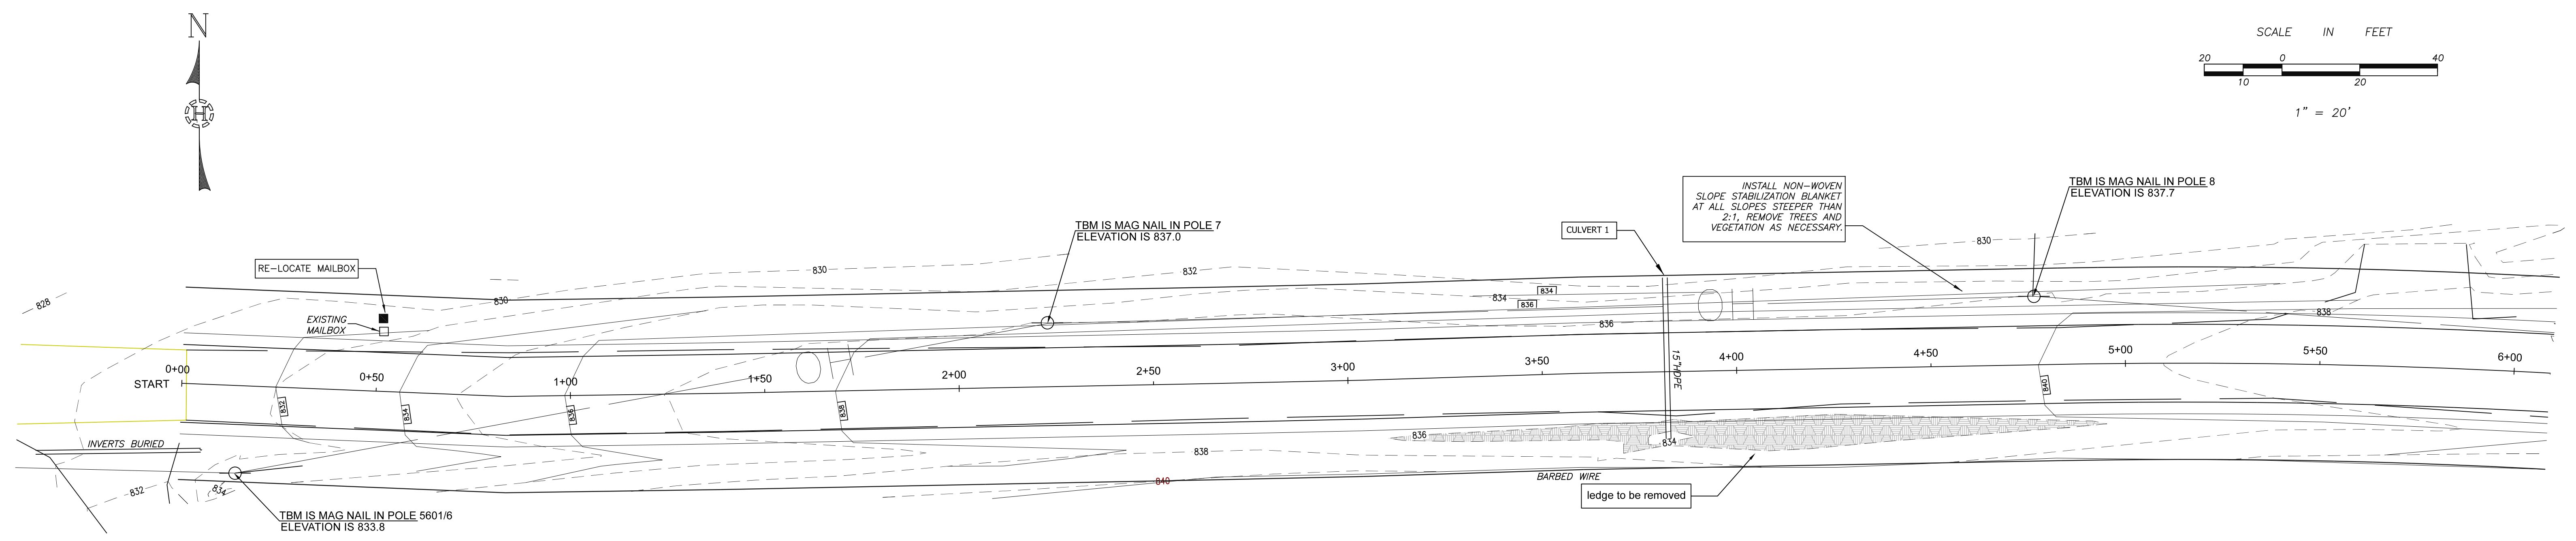 N
H
SCALE IN FEET
20 0 40
10 20
1" = 20'
INSTALL NON-WOVEN
SLOPE STABILIZATION BLANKET
AT ALL SLOPES STEEPER THAN
2:1, REMOVE TREES AND
VEGETATION AS NECESSARY.
TBM IS MAG NAIL IN POLE 8
ELEVATION IS 837.7
TBM IS MAG NAIL IN POLE 7
ELEVATION IS 837.0
CULVERT 1
RE-LOCATE MAILBOX
EXISTING
MAILBOX
828
830
830
832
834
834
836
836
830
838
START
0+00
0+50
1+00
1+50
2+00
2+50
3+00
3+50
4+00
4+50
5+00
5+50
6+00
15"HDPE
832
834
836
838
840
836
834
838
840
INVERTS BURIED
832
834
BARBED WIRE
ledge to be removed
TBM IS MAG NAIL IN POLE 5601/6
ELEVATION IS 833.8